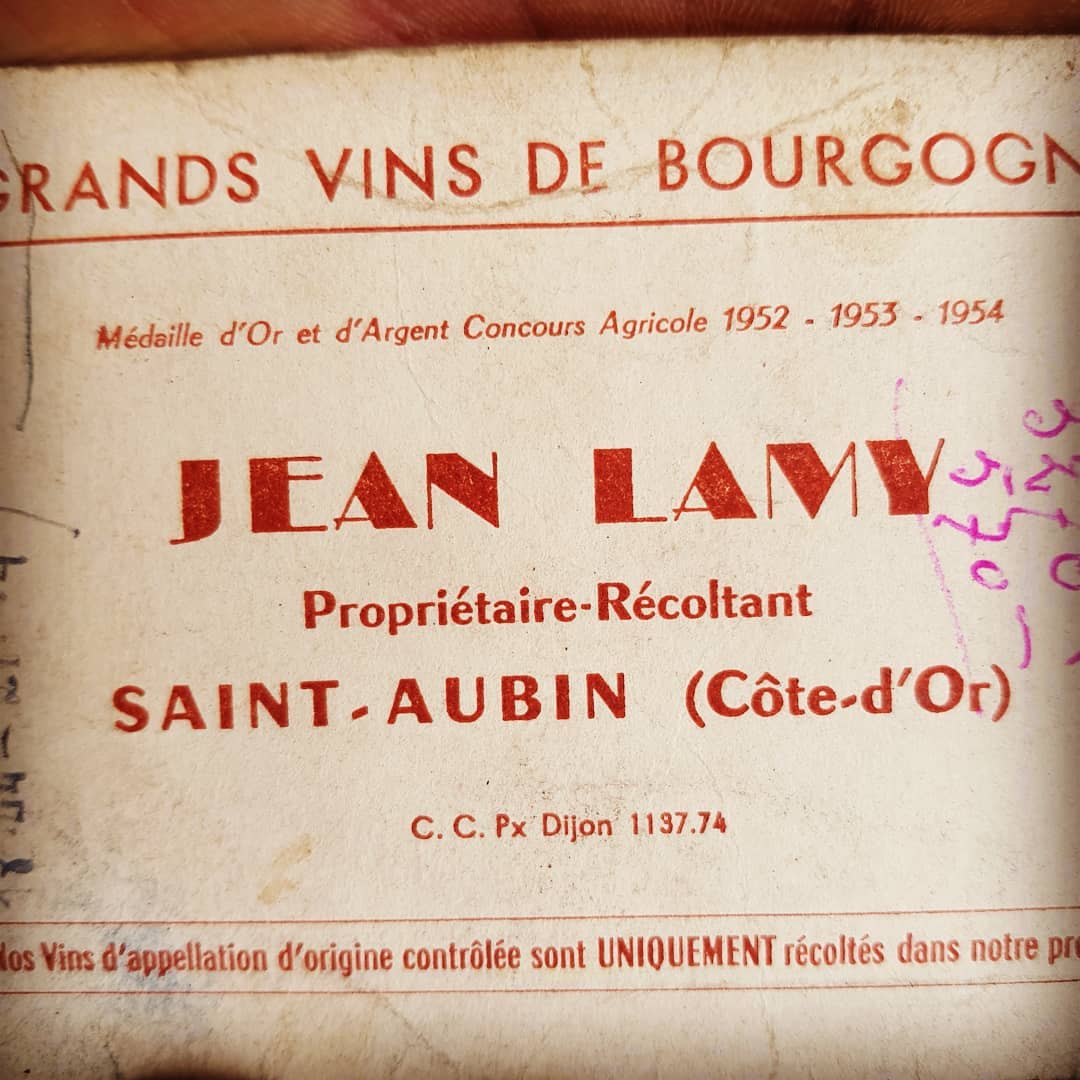 GRANDS VINS DE BOURGOGN
Médaille d'Or et d'Argent Concours Agricole 1952 - 1953 - 1954
JEAN LAMY
Propriétaire-Récoltant
SAINT-AUBIN (Côte-d'Or)
C. C. Px Dijon 1137.74
Nos Vins d'appellation d'origine contrôlée sont UNIQUEMENT récoltés dans notre pr